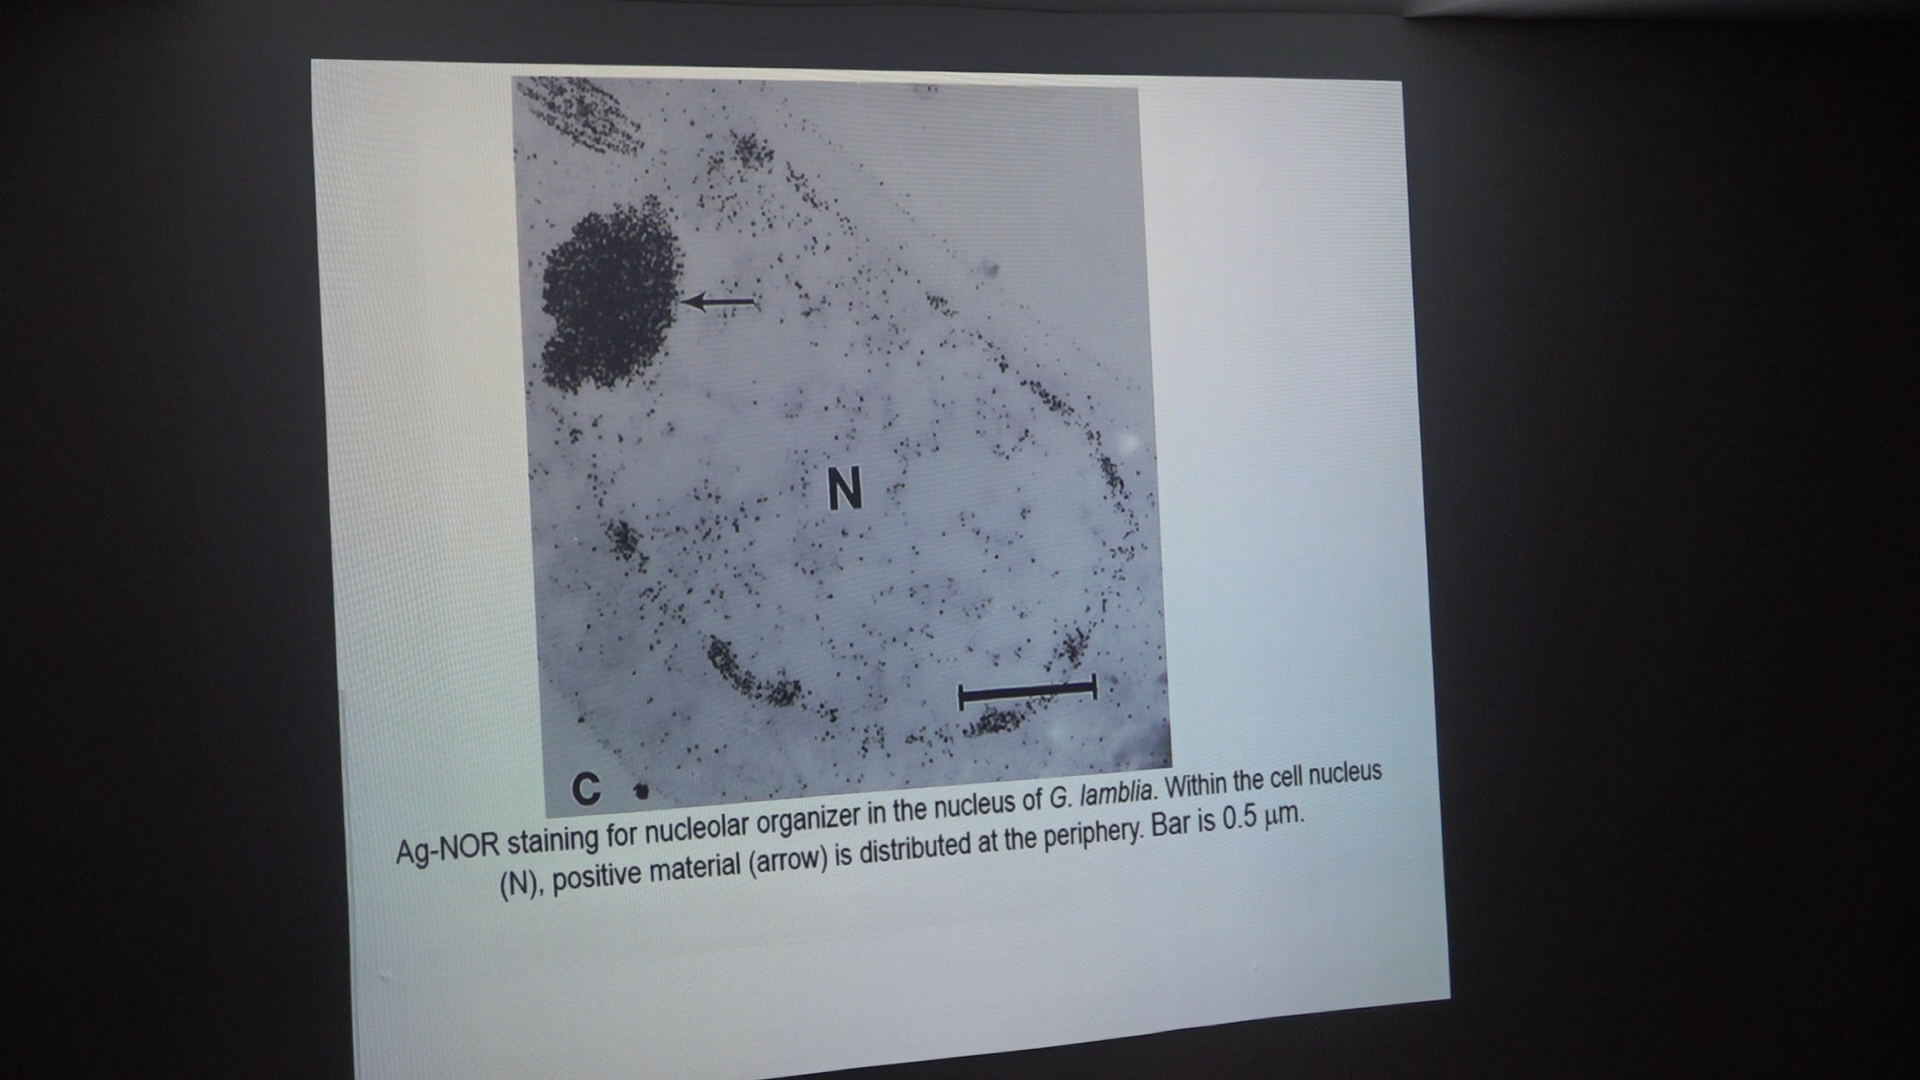 N
C
Ag-NOR staining for nucleolar organizer in the nucleus of G. lamblia. Within the cell nucleus
(N), positive material (arrow) is distributed at the periphery. Bar is 0.5 μm.